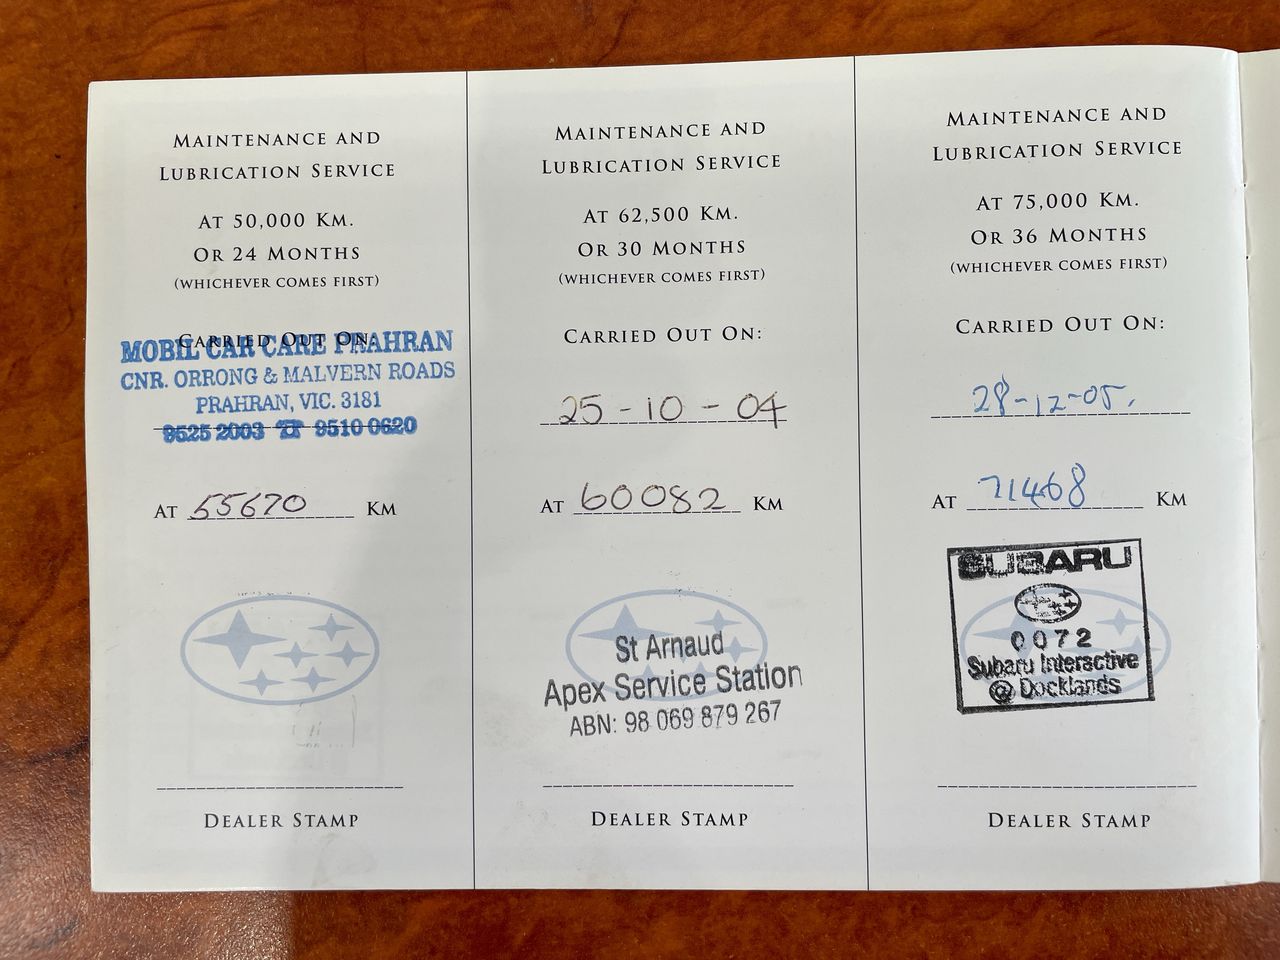 MAINTENANCE AND
LUBRICATION SERVICE
AT 50,000 KM.
OR 24 MONTHS
(WHICHEVER COMES FIRST)
CARRIED OUT ON:
MOBIL CAR CARE PRAHRAN
CNR. ORRONG & MALVERN ROADS
PRAHRAN, VIC. 3181
9525 2003 ☎ 9510 0620
AT 55670 KM
DEALER STAMP
MAINTENANCE AND
LUBRICATION SERVICE
AT 62,500 KM.
OR 30 MONTHS
(WHICHEVER COMES FIRST)
CARRIED OUT ON:
25-10-04
AT 60082 KM
St Arnaud
Apex Service Station
ABN: 98 069 879 267
DEALER STAMP
MAINTENANCE AND
LUBRICATION SERVICE
AT 75,000 KM.
OR 36 MONTHS
(WHICHEVER COMES FIRST)
CARRIED OUT ON:
28-12-05.
AT 71468 KM
SUBARU
0072
Subaru Interactive
@ Docklands
DEALER STAMP